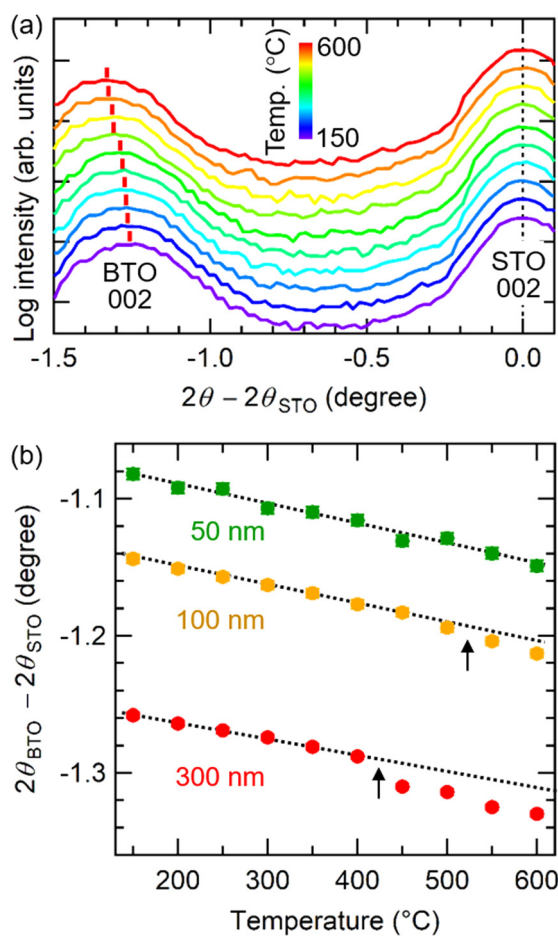 (a)
Log intensity (arb. units)
Temp. (°C)
600
150
BTO
002
STO
002
-1.5 -1.0 -0.5 0.0
2θ − 2θSTO (degree)
(b)
2θBTO − 2θSTO (degree)
-1.1
-1.2
-1.3
50 nm
100 nm
300 nm
200 300 400 500 600
Temperature (°C)